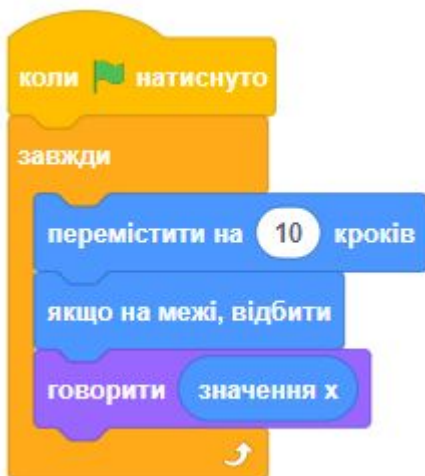 коли натиснуто
завжди
перемістити на 10 кроків
якщо на межі, відбити
говорити значення x